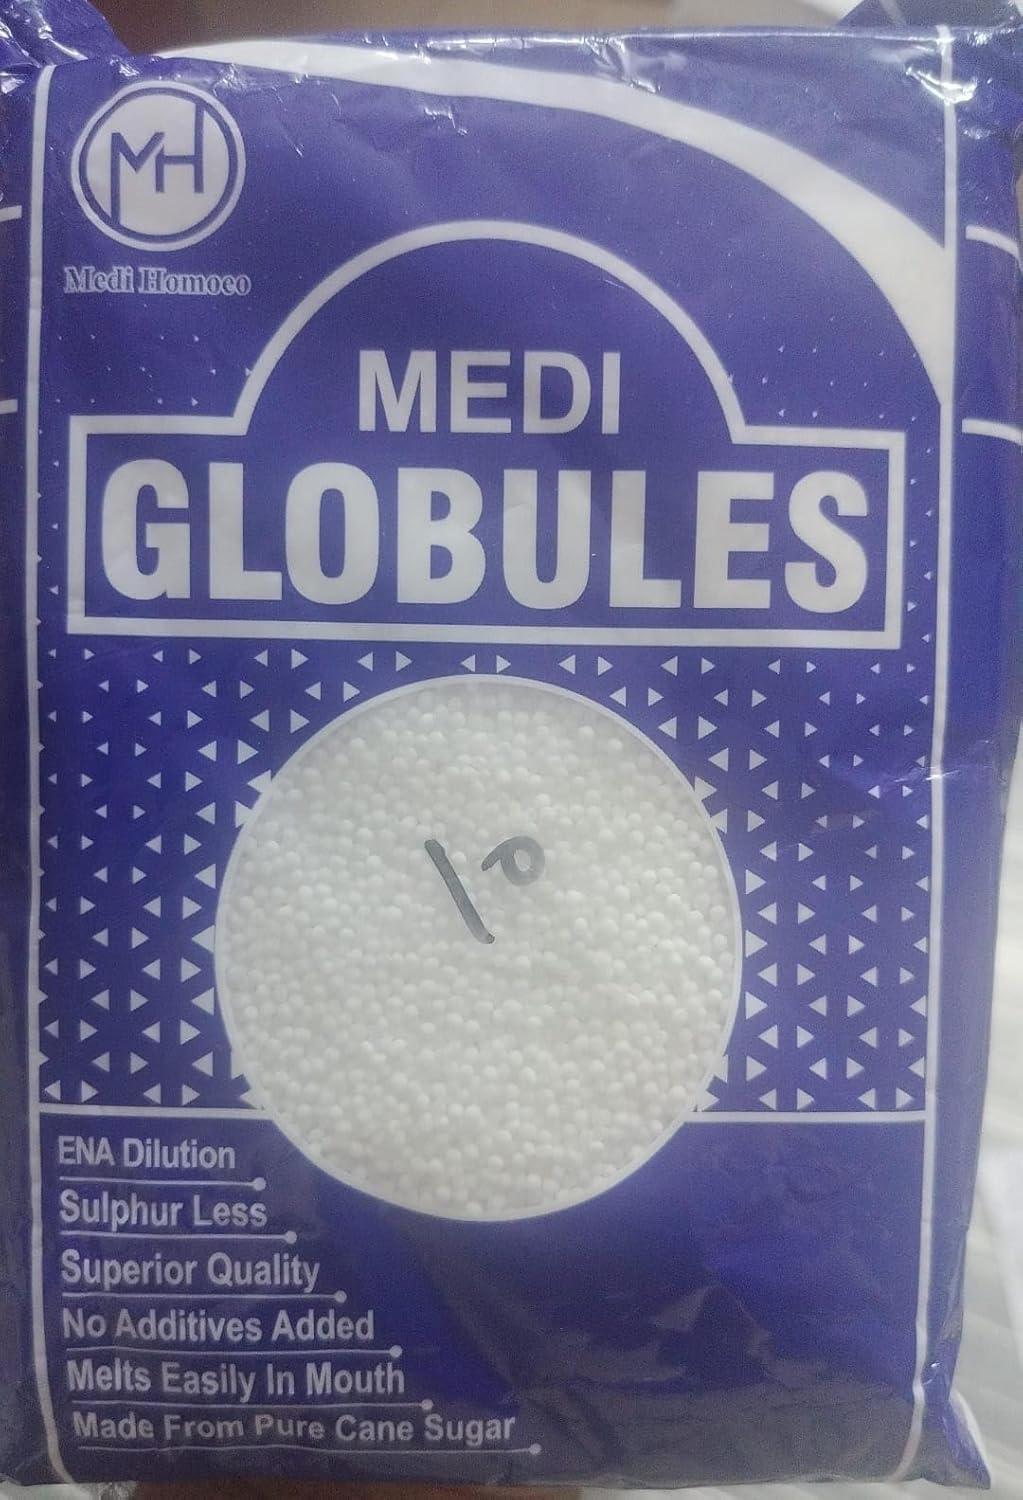 MH
Medi Homoeo
MEDI
GLOBULES
10
ENA Dilution
Sulphur Less
Superior Quality
No Additives Added
Melts Easily In Mouth
Made From Pure Cane Sugar